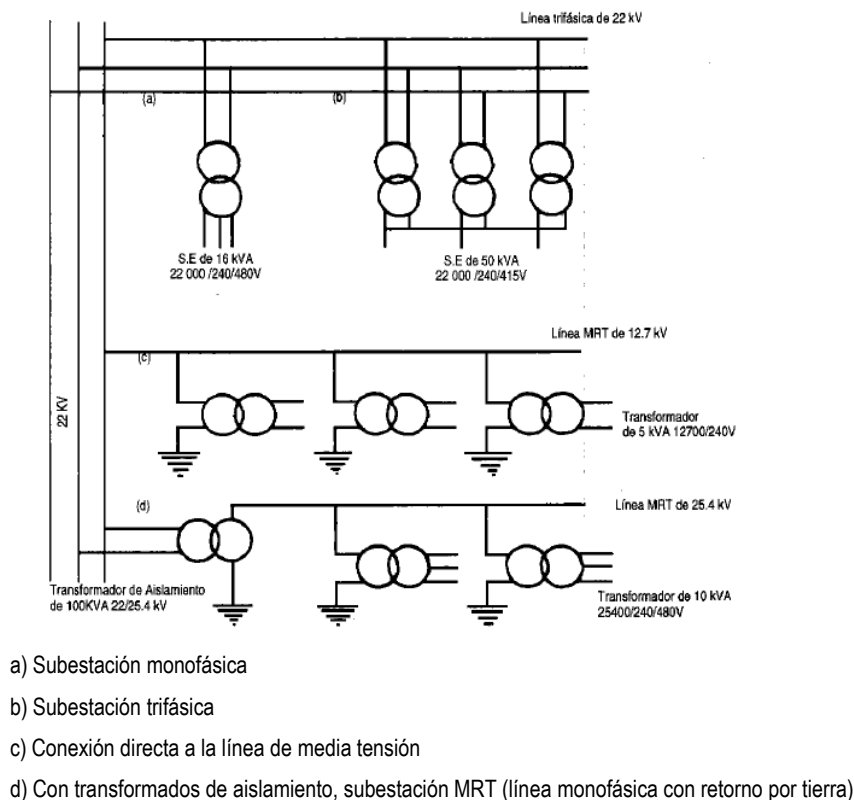 Línea trifásica de 22 kV
(a)
(b)
S.E de 16 kVA
22 000 /240/480V
S.E de 50 kVA
22 000 /240/415V
Línea MRT de 12.7 kV
(c)
22 KV
Transformador
de 5 kVA 12700/240V
(d)
Línea MRT de 25.4 kV
Transformador de Aislamiento
de 100KVA 22/25.4 kV
Transformador de 10 kVA
25400/240/480V
a) Subestación monofásica
b) Subestación trifásica
c) Conexión directa a la línea de media tensión
d) Con transformados de aislamiento, subestación MRT (línea monofásica con retorno por tierra)